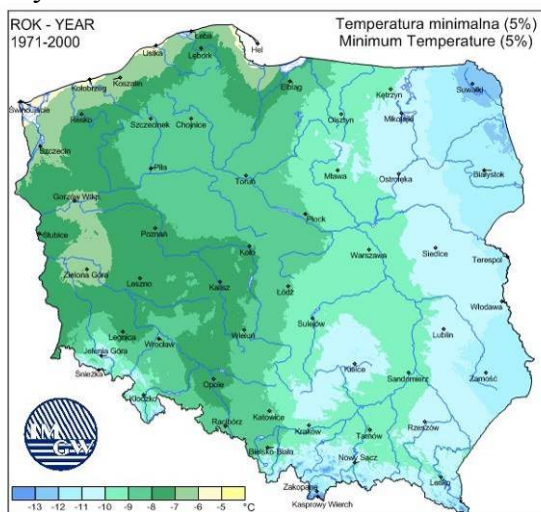 ROK - YEAR
1971-2000
Temperatura minimalna (5%)
Minimum Temperature (5%)
Łeba
Ustka
Lębork
Hel
Koszalin
Kołobrzeg
Świnoujście
Resko
Elbląg
Kętrzyn
Suwałki
Szczecinek
Chojnice
Olsztyn
Mikołajki
Szczecin
Piła
Toruń
Mława
Ostrołęka
Białystok
Gorzów Wlkp.
Płock
Słubice
Poznań
Koło
Warszawa
Siedlce
Terespol
Zielona Góra
Leszno
Kalisz
Łódź
Włodawa
Legnica
Wrocław
Wieluń
Sulejów
Lublin
Jelenia Góra
Śnieżka
Kielce
Kłodzko
Opole
Sandomierz
Zamość
Racibórz
Katowice
Kraków
Tarnów
Rzeszów
Bielsko-Biała
Nowy Sącz
Lesko
Zakopane
Kasprowy Wierch
IM
GW
-13 -12 -11 -10 -9 -8 -7 -6 -5 °C